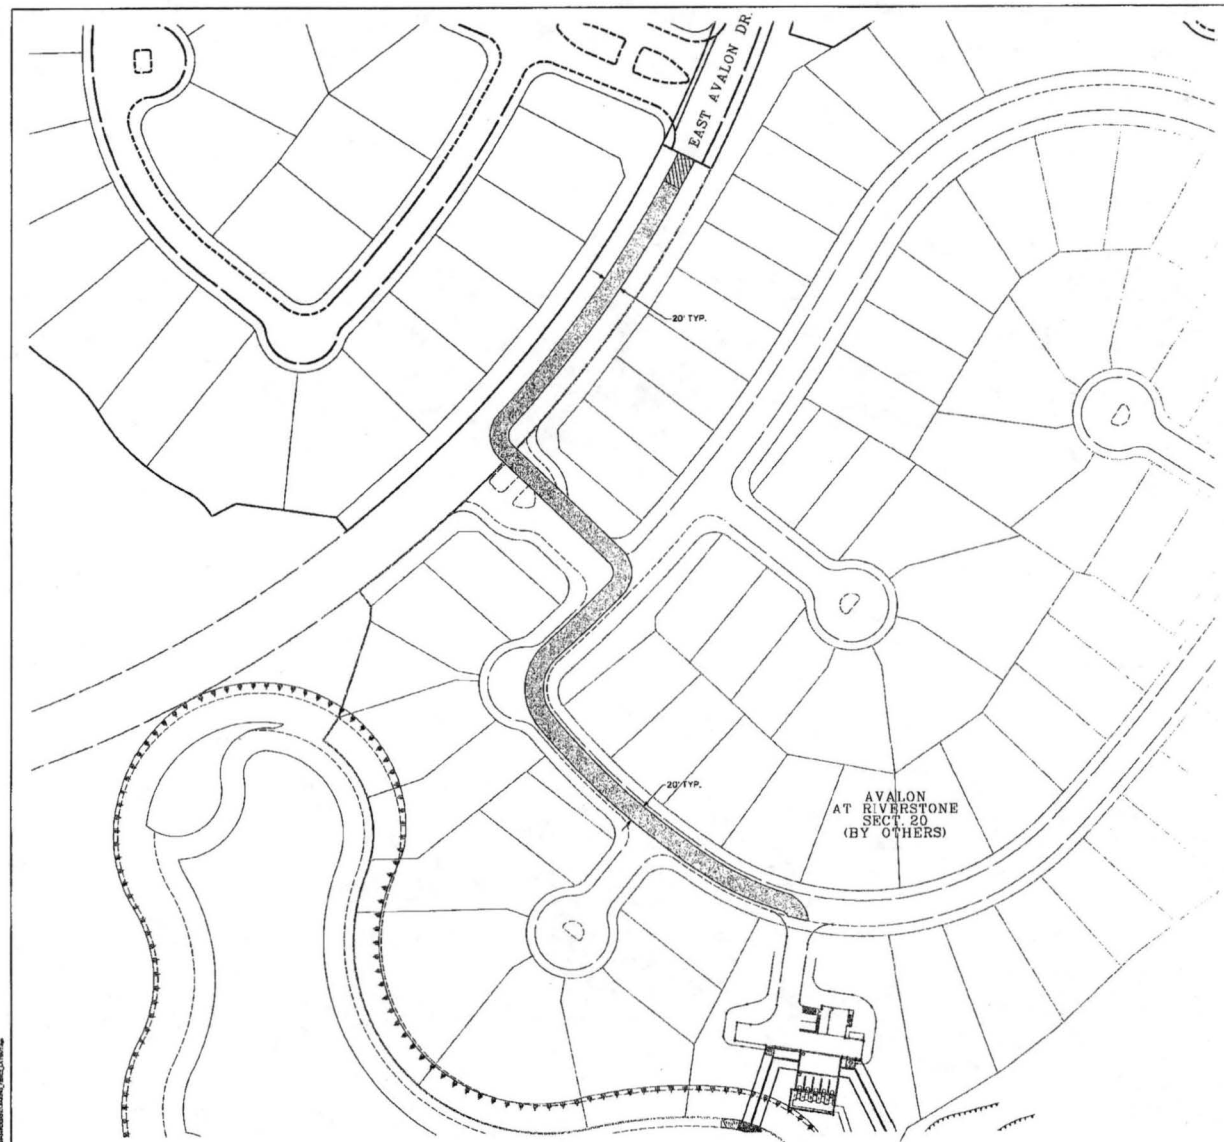 EAST AVALON DR.
20' TYP.
20' TYP.
AVALON
AT RIVERSTONE
SECT. 20
(BY OTHERS)